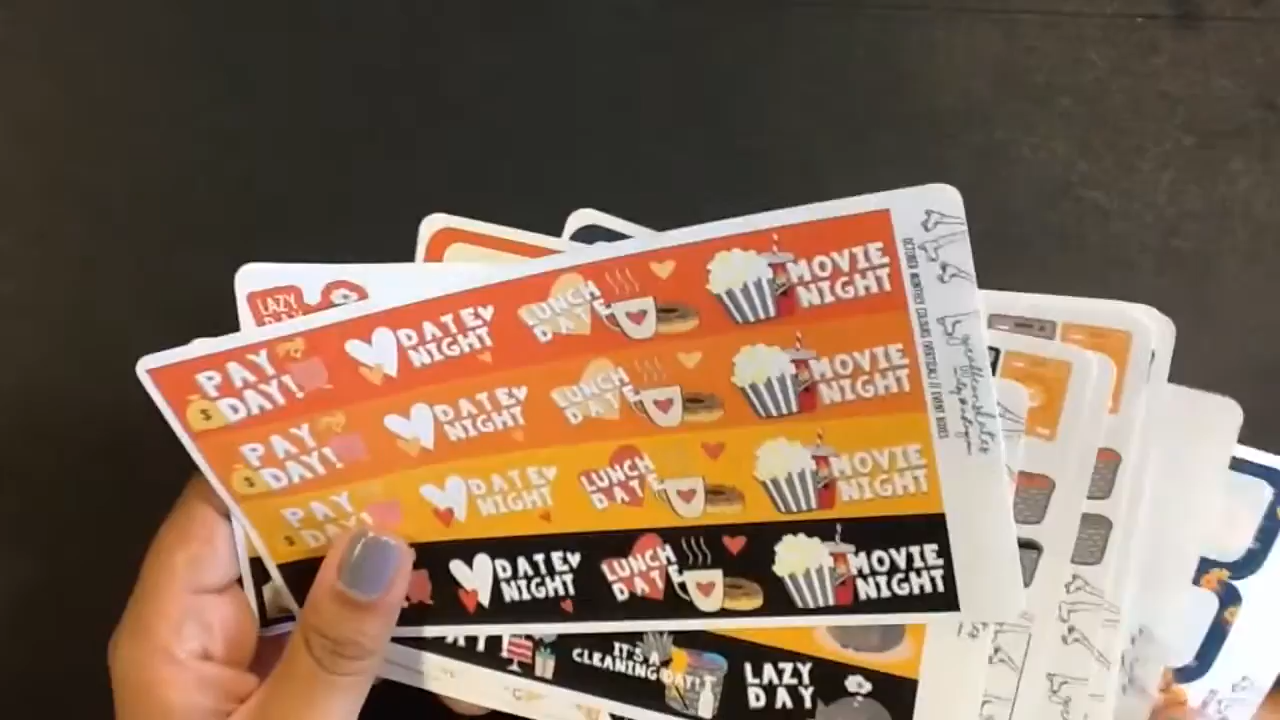 LAZY
DAY
PAY
DAY!
DATE
NIGHT
LUNCH
DATE
MOVIE
NIGHT
PAY
DAY!
DATE
NIGHT
LUNCH
DATE
MOVIE
NIGHT
PAY
DAY!
DATE
NIGHT
LUNCH
DATE
MOVIE
NIGHT
DATE
NIGHT
LUNCH
DATE
MOVIE
NIGHT
IT'S A
CLEANING DAY!
LAZY
DAY